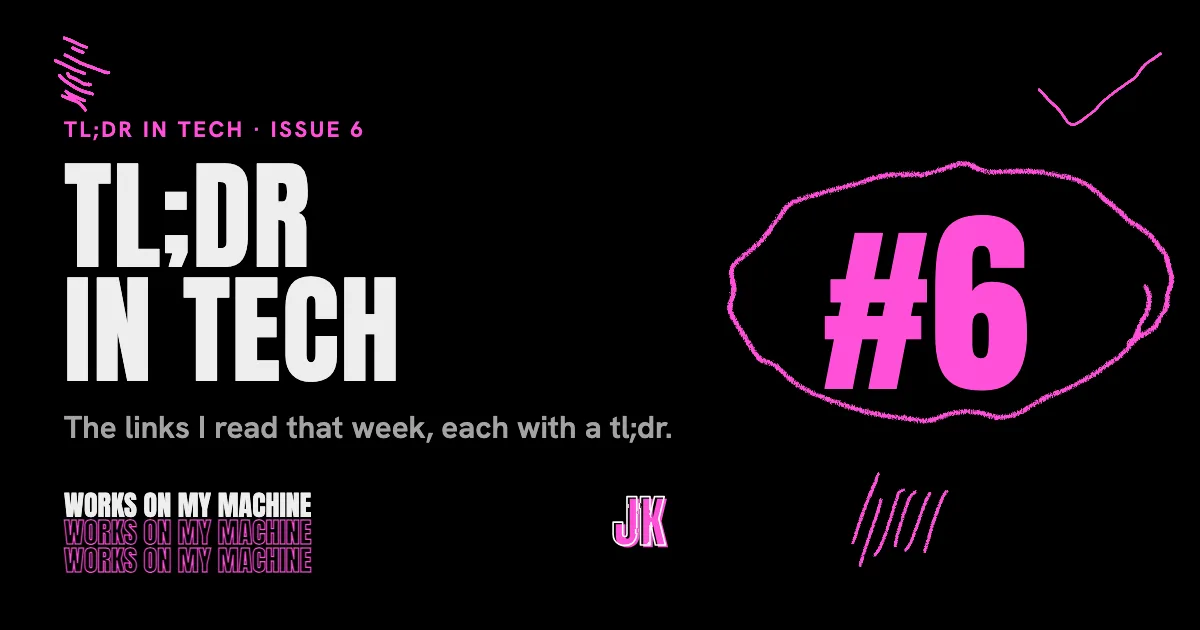 TL;DR IN TECH · ISSUE 6
TL;DR
IN TECH
#6
The links I read that week, each with a tl;dr.
WORKS ON MY MACHINE
WORKS ON MY MACHINE
WORKS ON MY MACHINE
JK